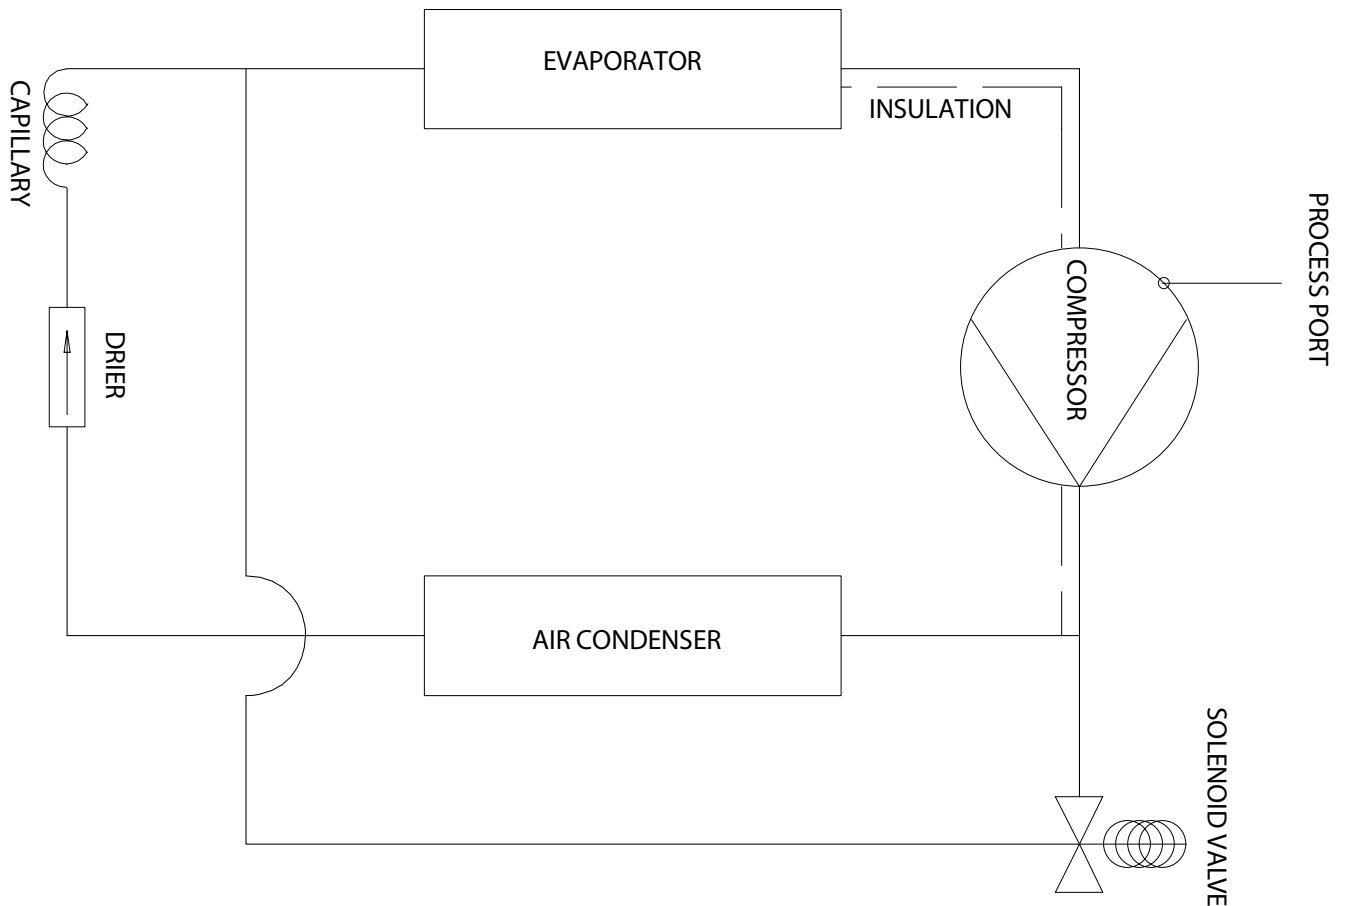 EVAPORATOR
INSULATION
CAPILLARY
PROCESS PORT
COMPRESSOR
DRIER
AIR CONDENSER
SOLENOID VALVE